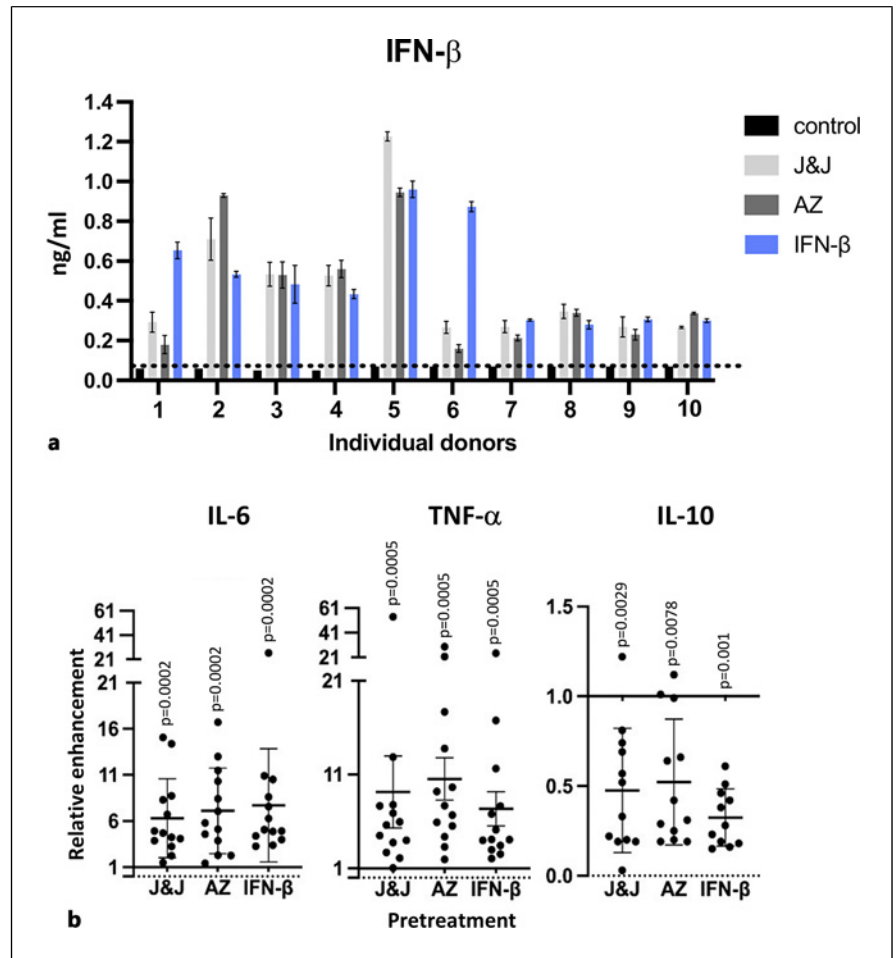 IFN-β
1.4
1.2
1.0
0.8
0.6
0.4
0.2
0.0
ng/ml
control
J&J
AZ
IFN-β
1 2 3 4 5 6 7 8 9 10
a
Individual donors
IL-6
TNF-α
IL-10
Relative enhancement
61
41
21
21
16
11
6
1
p=0.0002
p=0.0002
p=0.0002
J&J AZ IFN-β
61
41
21
21
11
1
p=0.0005
p=0.0005
p=0.0005
J&J AZ IFN-β
1.5
1.0
0.5
0.0
p=0.0029
p=0.0078
p=0.001
J&J AZ IFN-β
b
Pretreatment